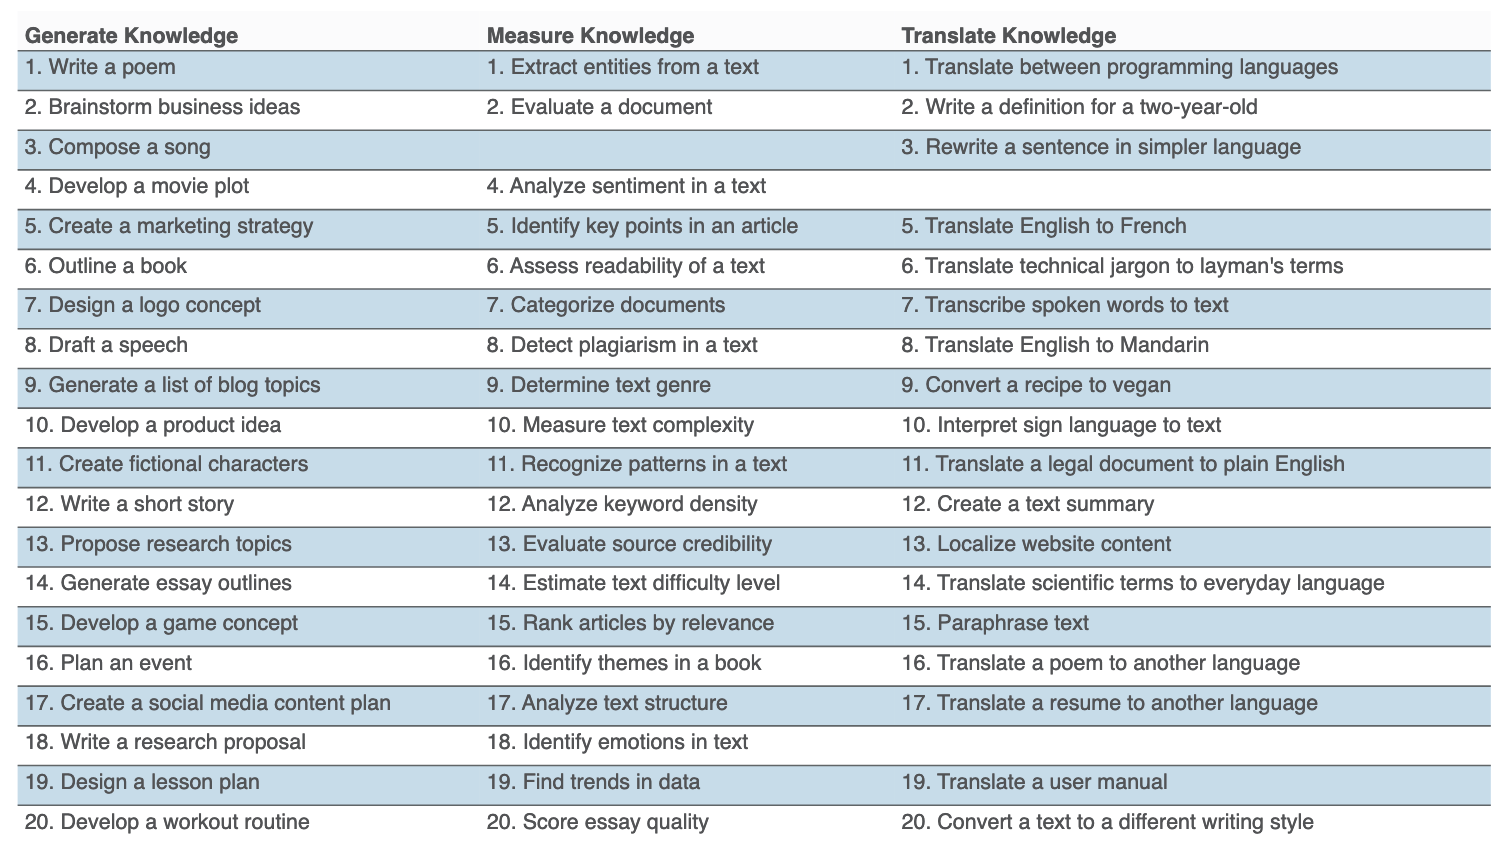 Generate Knowledge Measure Knowledge Translate Knowledge
1. Write a poem 1. Extract entities from a text 1. Translate between programming languages
2. Brainstorm business ideas 2. Evaluate a document 2. Write a definition for a two-year-old
3. Compose a song 3. Rewrite a sentence in simpler language
4. Develop a movie plot 4. Analyze sentiment in a text
5. Create a marketing strategy 5. Identify key points in an article 5. Translate English to French
6. Outline a book 6. Assess readability of a text 6. Translate technical jargon to layman's terms
7. Design a logo concept 7. Categorize documents 7. Transcribe spoken words to text
8. Draft a speech 8. Detect plagiarism in a text 8. Translate English to Mandarin
9. Generate a list of blog topics 9. Determine text genre 9. Convert a recipe to vegan
10. Develop a product idea 10. Measure text complexity 10. Interpret sign language to text
11. Create fictional characters 11. Recognize patterns in a text 11. Translate a legal document to plain English
12. Write a short story 12. Analyze keyword density 12. Create a text summary
13. Propose research topics 13. Evaluate source credibility 13. Localize website content
14. Generate essay outlines 14. Estimate text difficulty level 14. Translate scientific terms to everyday language
15. Develop a game concept 15. Rank articles by relevance 15. Paraphrase text
16. Plan an event 16. Identify themes in a book 16. Translate a poem to another language
17. Create a social media content plan 17. Analyze text structure 17. Translate a resume to another language
18. Write a research proposal 18. Identify emotions in text
19. Design a lesson plan 19. Find trends in data 19. Translate a user manual
20. Develop a workout routine 20. Score essay quality 20. Convert a text to a different writing style